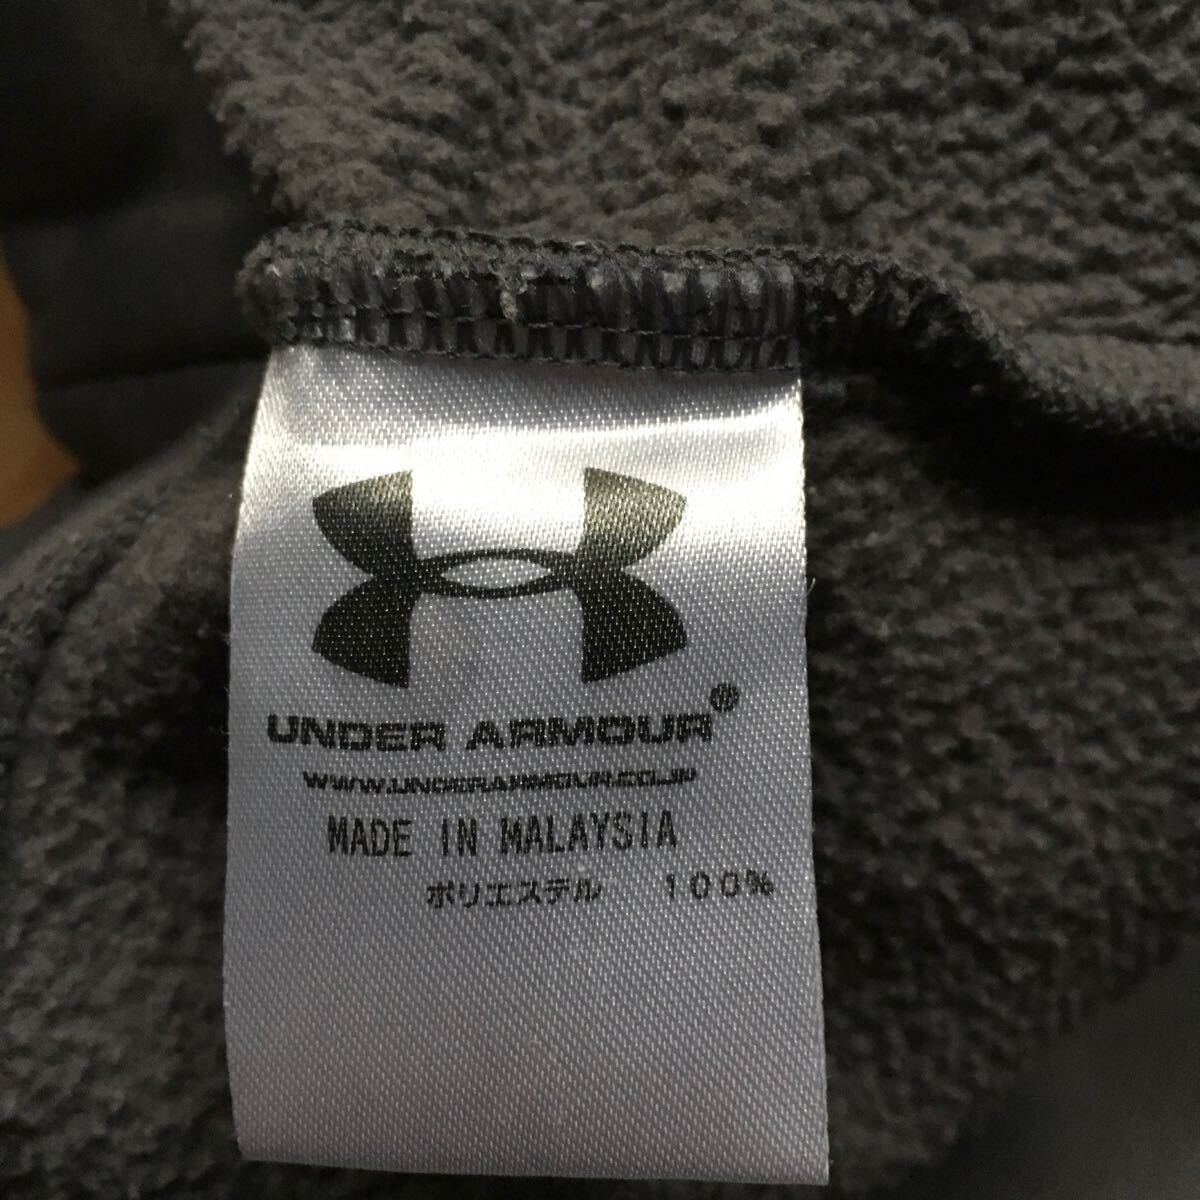 UNDER ARMOUR®
WWW.UNDERARMOUR.CO.JP
MADE IN MALAYSIA
ポリエステル 100%